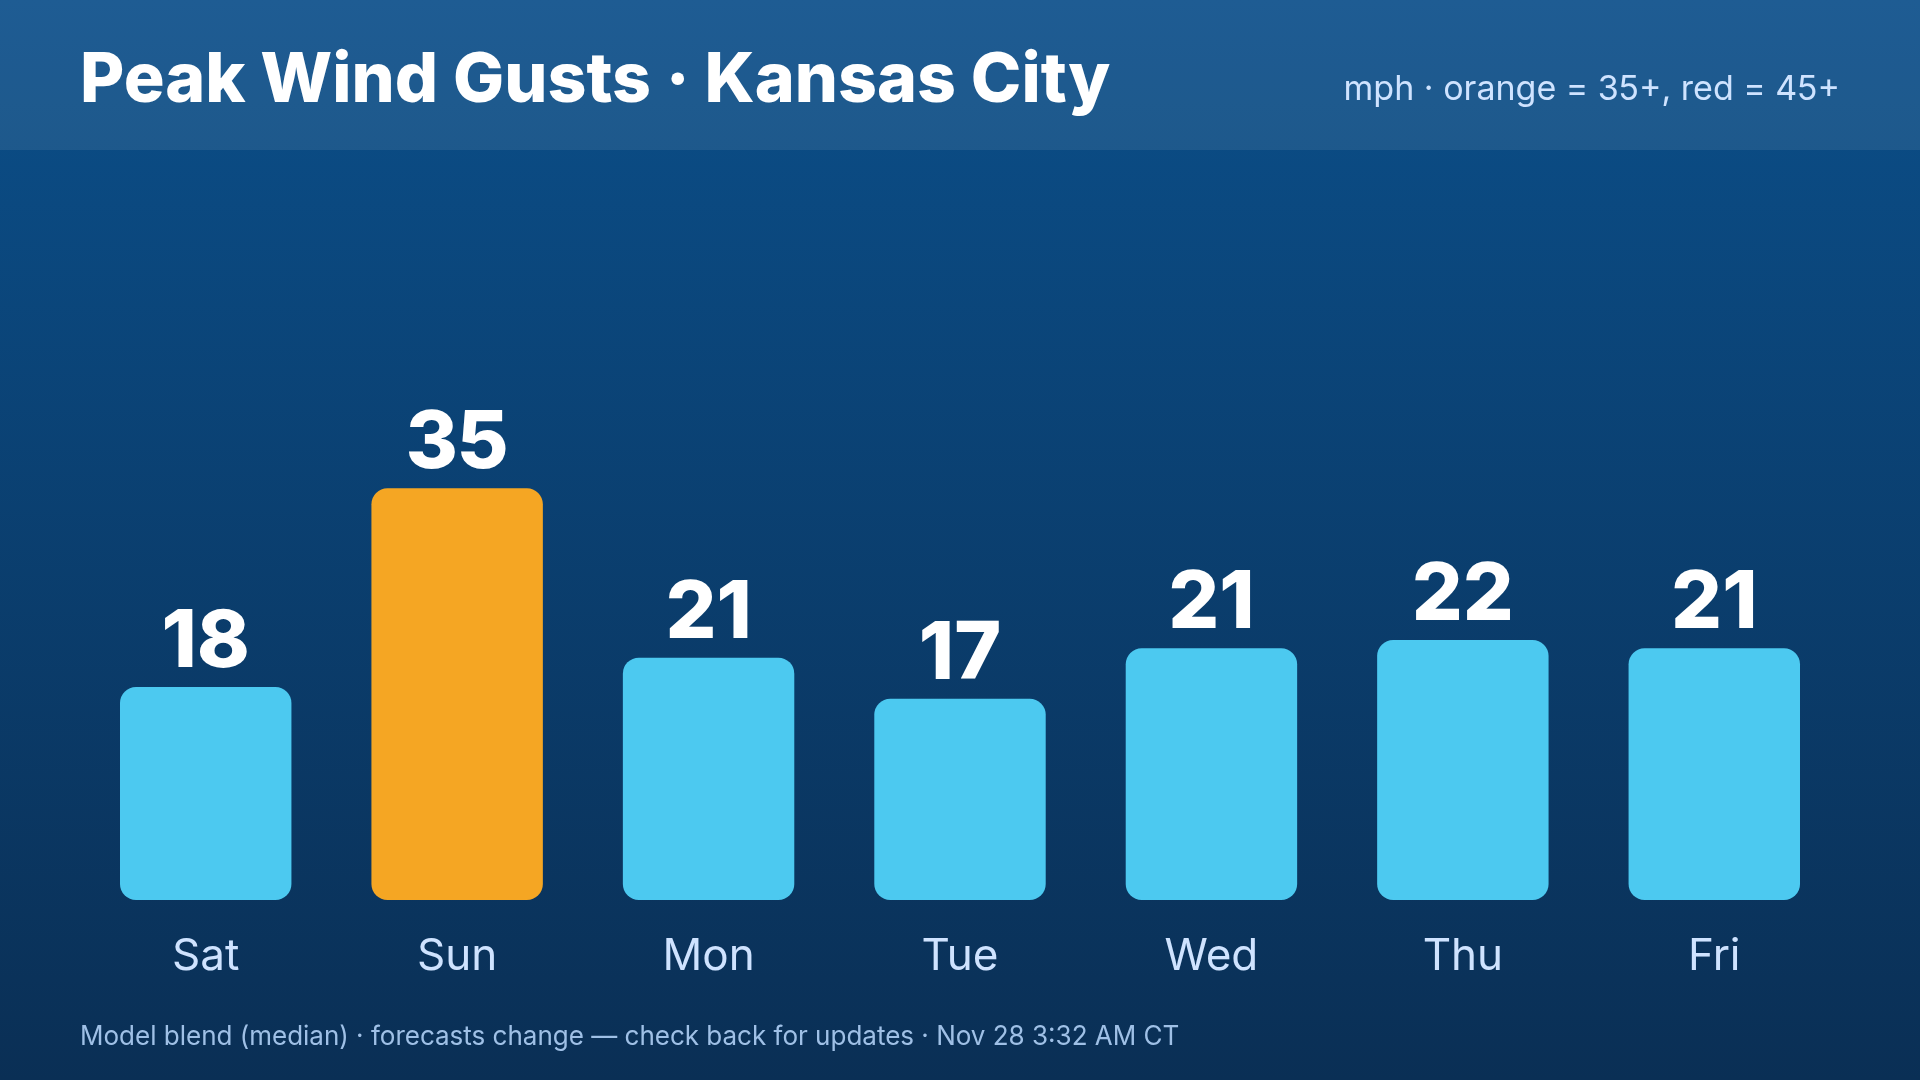 Peak Wind Gusts · Kansas City
mph · orange = 35+, red = 45+
18 35 21 17 21 22 21
Sat Sun Mon Tue Wed Thu Fri
Model blend (median) · forecasts change — check back for updates · Nov 28 3:32 AM CT